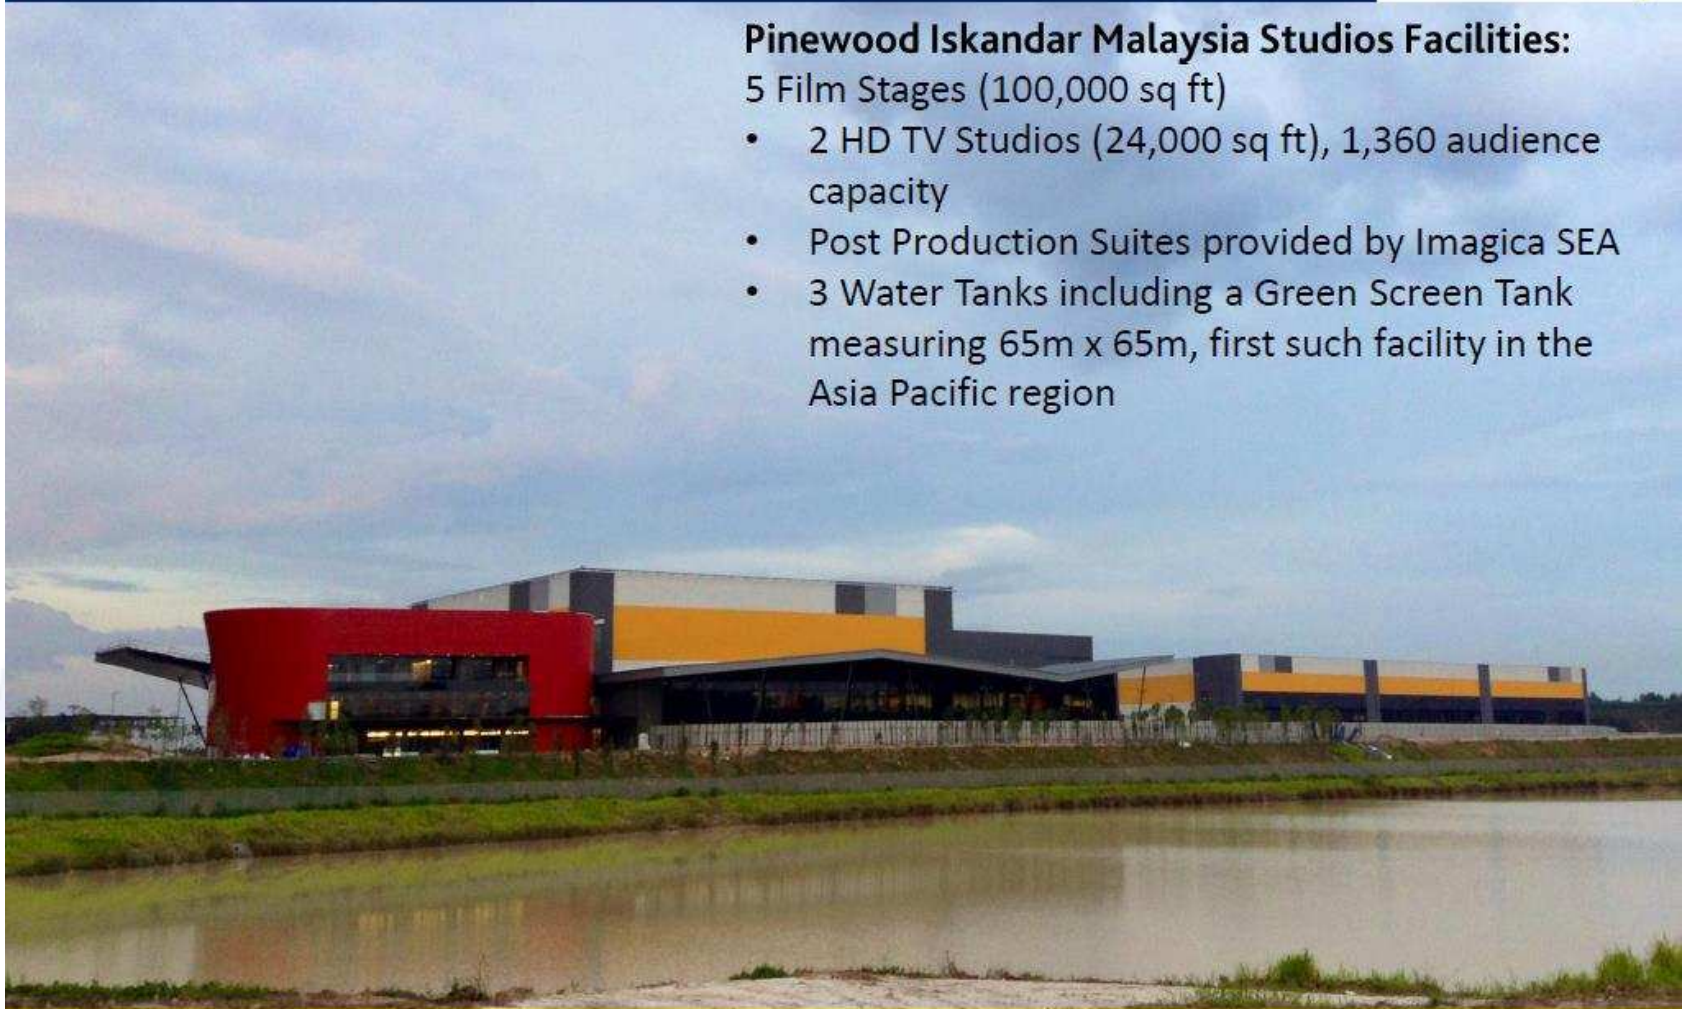 Pinewood Iskandar Malaysia Studios Facilities:
5 Film Stages (100,000 sq ft)
• 2 HD TV Studios (24,000 sq ft), 1,360 audience
capacity
• Post Production Suites provided by Imagica SEA
• 3 Water Tanks including a Green Screen Tank
measuring 65m x 65m, first such facility in the
Asia Pacific region